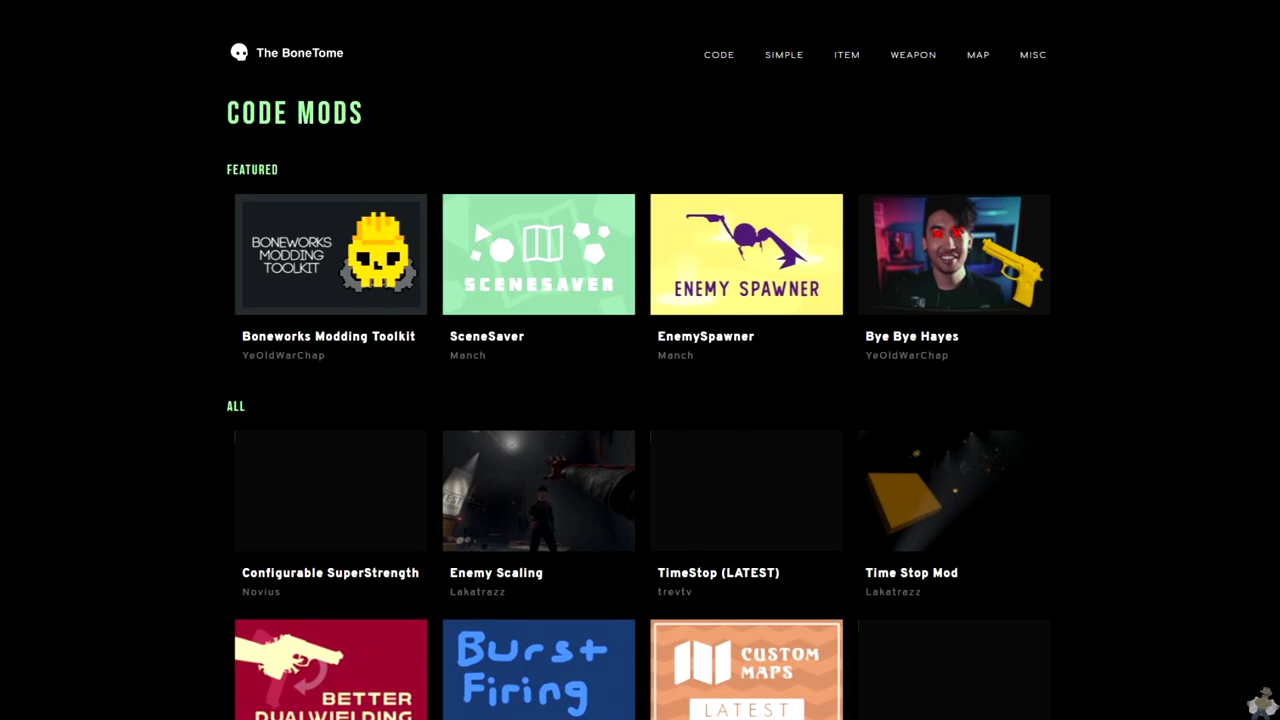 The BoneTome
CODE SIMPLE ITEM WEAPON MAP MISC
CODE MODS
FEATURED
BONEWORKS
MODDING
TOOLKIT
SCENESAVER
ENEMY SPAWNER
Boneworks Modding Toolkit
YeOldWarChap
SceneSaver
Manch
EnemySpawner
Manch
Bye Bye Hayes
YeOldWarChap
ALL
Configurable SuperStrength
Novius
Enemy Scaling
Lakatrazz
TimeStop (LATEST)
trevtv
Time Stop Mod
Lakatrazz
BETTER
DUALWIELDING
Burst
Firing
CUSTOM
MAPS
LATEST